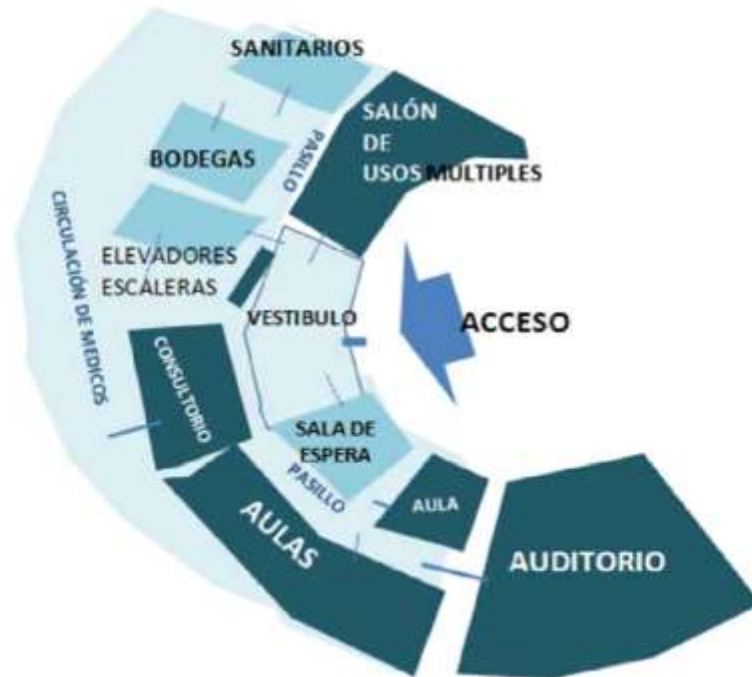 SANITARIOS
SALÓN
DE
USOS MULTIPLES
PASILLO
BODEGAS
ELEVADORES
ESCALERAS
CIRCULACIÓN DE MEDICOS
VESTIBULO
ACCESO
CONSULTORIO
SALA DE
ESPERA
PASILLO
AULA
AULAS
AUDITORIO